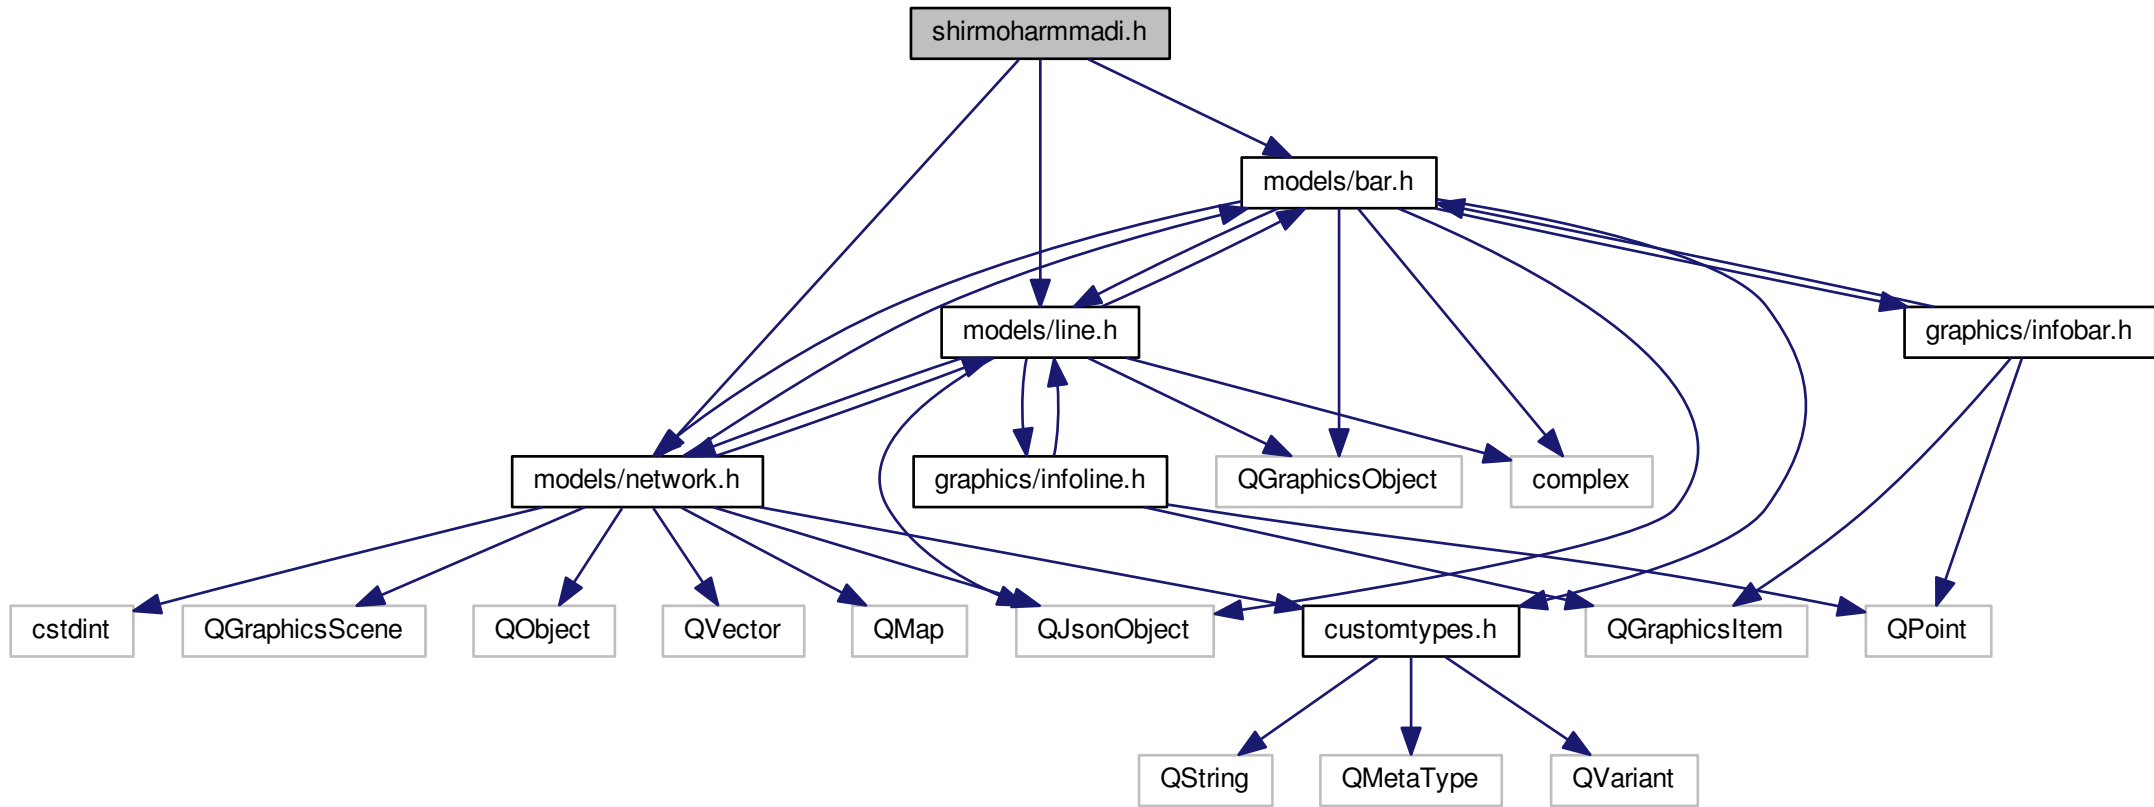 shirmoharmmadi.h
models/bar.h
models/line.h
graphics/infobar.h
models/network.h
graphics/infoline.h
QGraphicsObject
complex
cstdint
QGraphicsScene
QObject
QVector
QMap
QJsonObject
customtypes.h
QGraphicsItem
QPoint
QString
QMetaType
QVariant